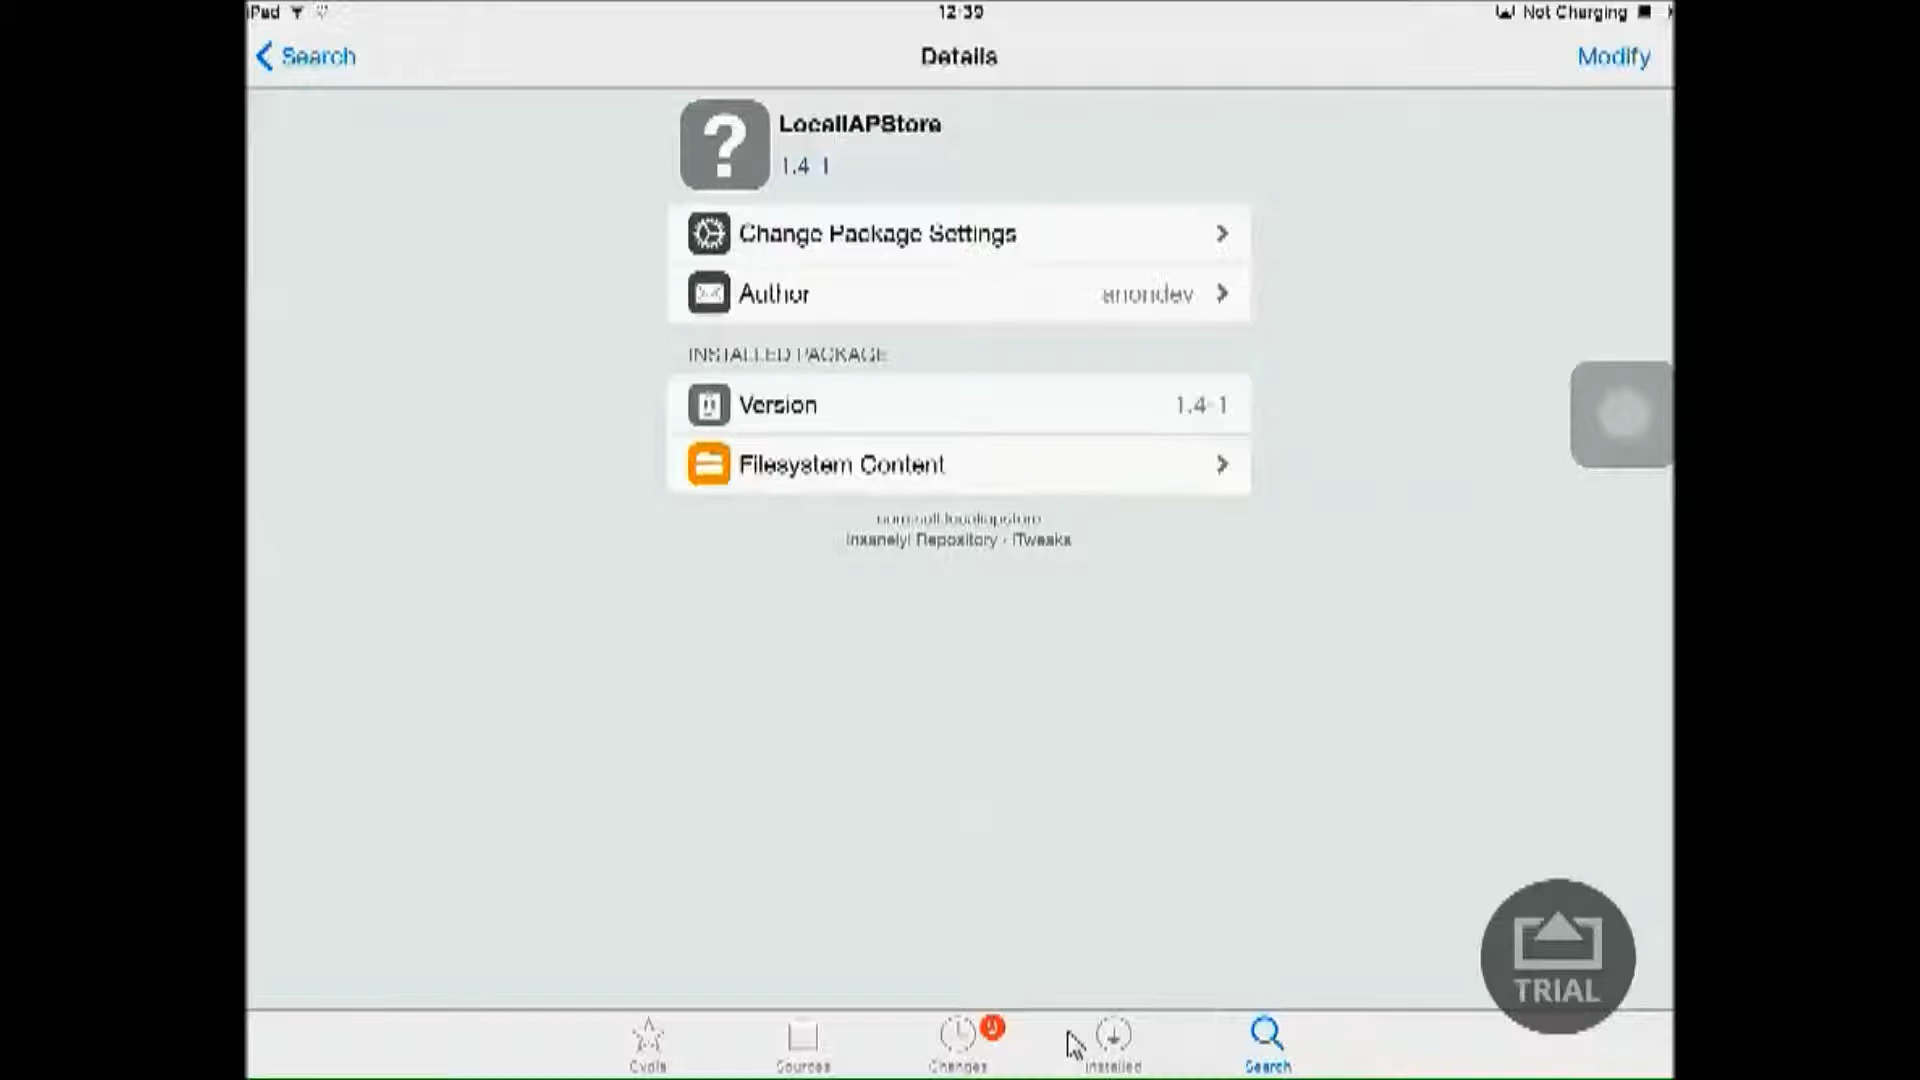 iPad
12:39
Not Charging
Search
Details
Modify
LocalIAPStore
1.4-1
Change Package Settings
Author
anondev
INSTALLED PACKAGE
Version
1.4-1
Filesystem Content
Insanelyi Repository - iTweaks
TRIAL
Cydia
Sources
Changes
Installed
Search